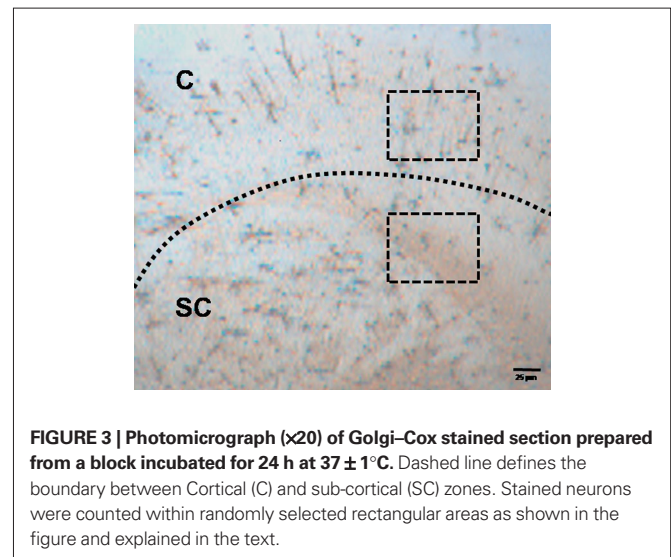 C
SC
25 µm
FIGURE 3 | Photomicrograph (×20) of Golgi–Cox stained section prepared
from a block incubated for 24 h at 37 ± 1°C. Dashed line defines the
boundary between Cortical (C) and sub-cortical (SC) zones. Stained neurons
were counted within randomly selected rectangular areas as shown in the
figure and explained in the text.